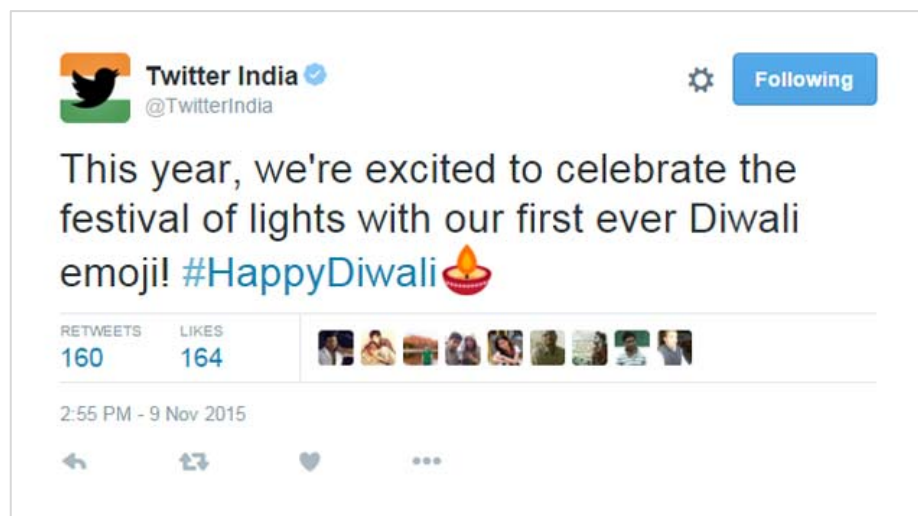 Twitter India
@TwitterIndia
Following
This year, we're excited to celebrate the
festival of lights with our first ever Diwali
emoji! #HappyDiwali
RETWEETS LIKES
160 164
2:55 PM - 9 Nov 2015